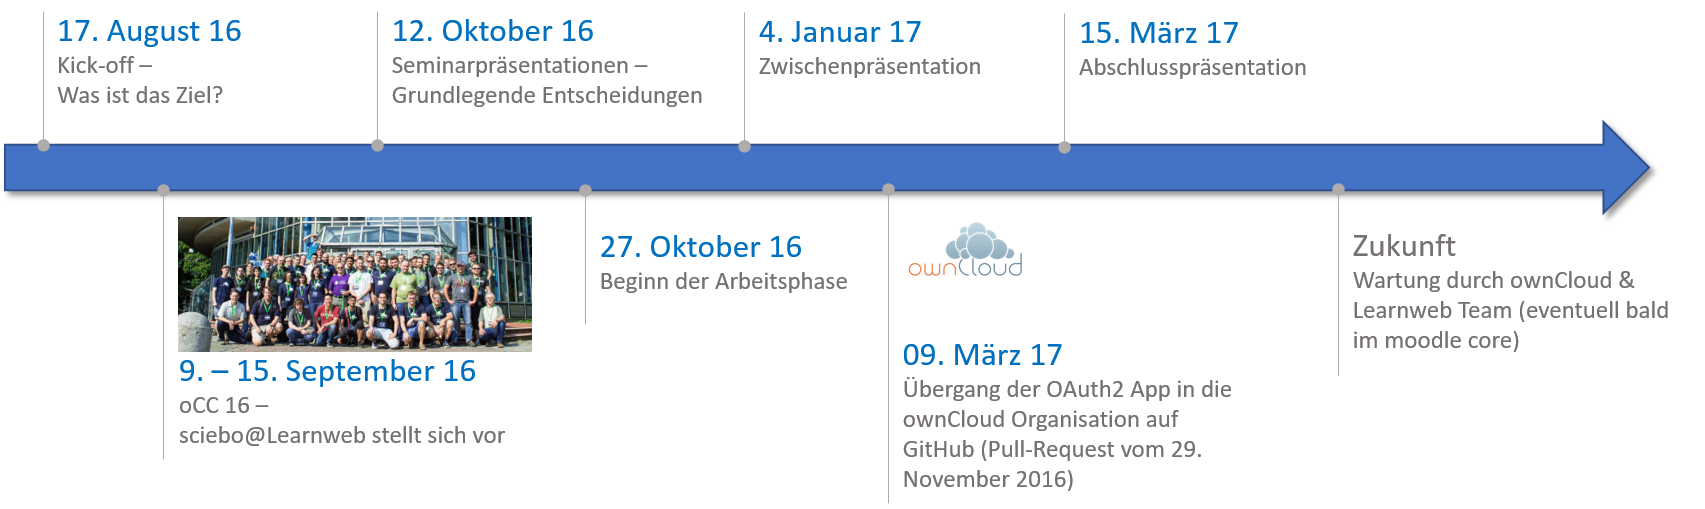 17. August 16
Kick-off –
Was ist das Ziel?
12. Oktober 16
Seminarpräsentationen –
Grundlegende Entscheidungen
4. Januar 17
Zwischenpräsentation
15. März 17
Abschlusspräsentation
9. – 15. September 16
oCC 16 –
sciebo@Learnweb stellt sich vor
27. Oktober 16
Beginn der Arbeitsphase
ownCloud
09. März 17
Übergang der OAuth2 App in die
ownCloud Organisation auf
GitHub (Pull-Request vom 29.
November 2016)
Zukunft
Wartung durch ownCloud &
Learnweb Team (eventuell bald
im moodle core)